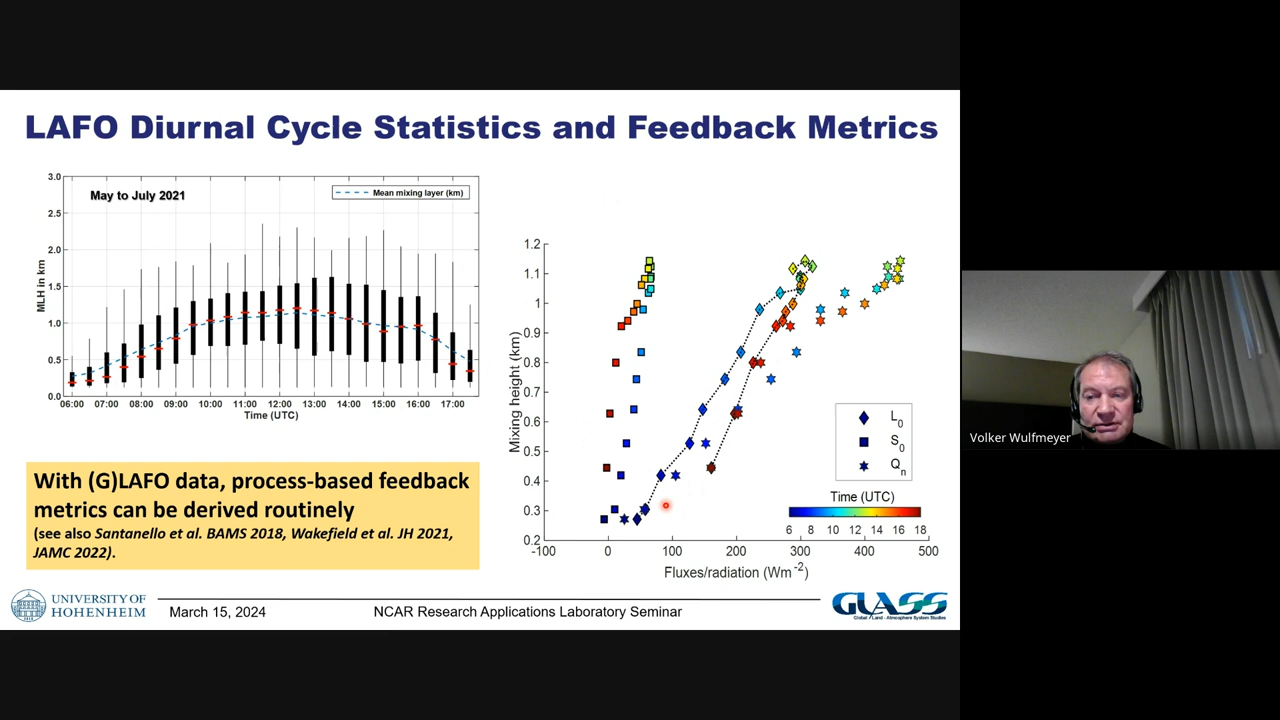 LAFO Diurnal Cycle Statistics and Feedback Metrics
May to July 2021
Mean mixing layer (km)
3.0
2.5
2.0
1.5
1.0
0.5
0.0
MLH in km
06:00 07:00 08:00 09:00 10:00 11:00 12:00 13:00 14:00 15:00 16:00 17:00
Time (UTC)
1.2
1.1
1
0.9
0.8
0.7
0.6
0.5
0.4
0.3
0.2
Mixing height (km)
-100 0 100 200 300 400 500
Fluxes/radiation (Wm-2)
L0
S0
Qn
Time (UTC)
6 8 10 12 14 16 18
With (G)LAFO data, process-based feedback
metrics can be derived routinely
(see also Santanello et al. BAMS 2018, Wakefield et al. JH 2021,
JAMC 2022).
UNIVERSITY OF
HOHENHEIM
March 15, 2024
NCAR Research Applications Laboratory Seminar
GLASS
Global Land - Atmosphere System Studies
Volker Wulfmeyer